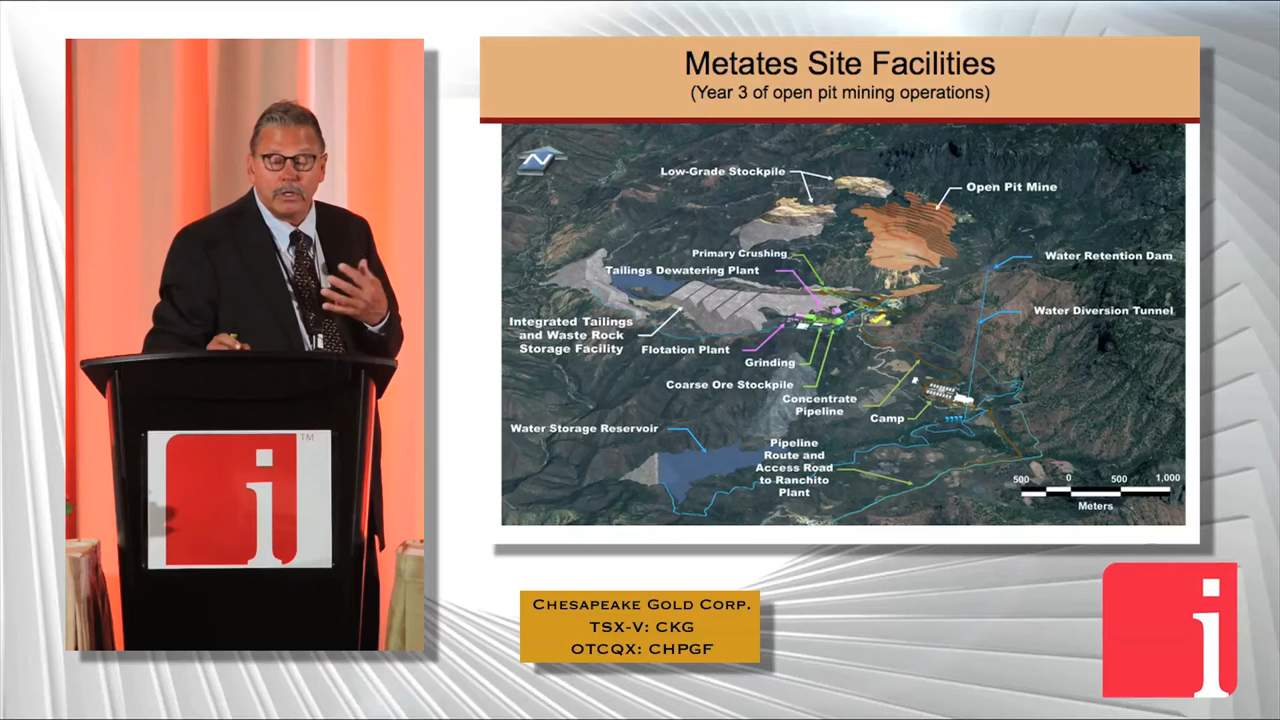 Metates Site Facilities
(Year 3 of open pit mining operations)
N
Low-Grade Stockpile
Open Pit Mine
Primary Crushing
Water Retention Dam
Tailings Dewatering Plant
Water Diversion Tunnel
Integrated Tailings
and Waste Rock
Storage Facility
Flotation Plant
Grinding
Coarse Ore Stockpile
Concentrate
Pipeline
Camp
Water Storage Reservoir
Pipeline
Route and
Access Road
to Ranchito
Plant
500 0 500 1,000
Meters
i TM
Chesapeake Gold Corp.
TSX-V: CKG
OTCQX: CHPGF
i